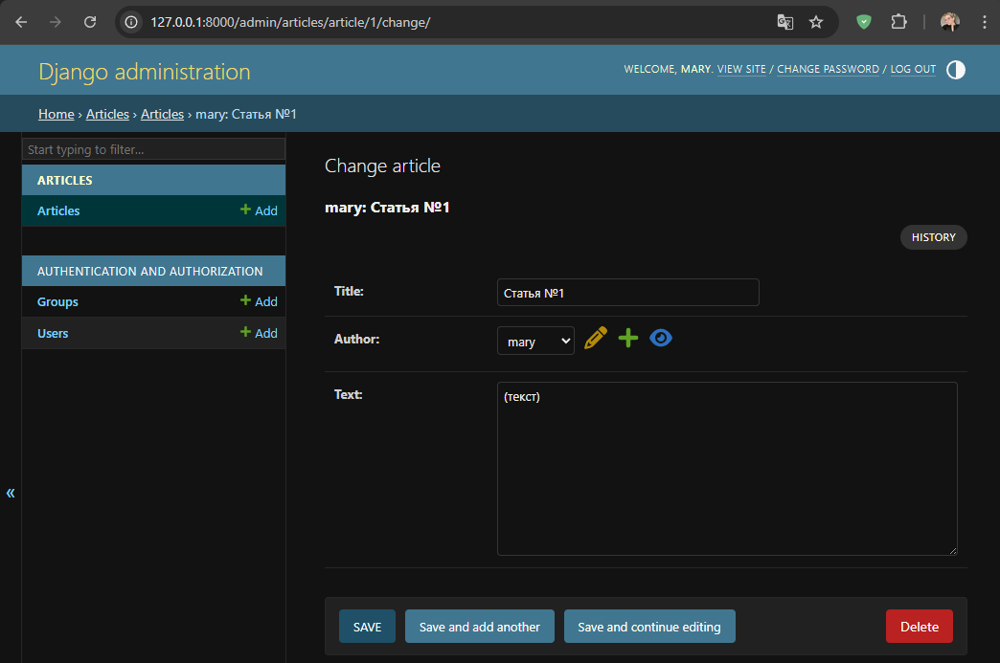 127.0.0.1:8000/admin/articles/article/1/change/
Django administration
WELCOME, MARY. VIEW SITE / CHANGE PASSWORD / LOG OUT
Home › Articles › Articles › mary: Статья №1
Start typing to filter...
ARTICLES
Articles + Add
AUTHENTICATION AND AUTHORIZATION
Groups + Add
Users + Add
«
Change article
mary: Статья №1
HISTORY
Title: Статья №1
Author: mary
Text: (текст)
SAVE Save and add another Save and continue editing Delete